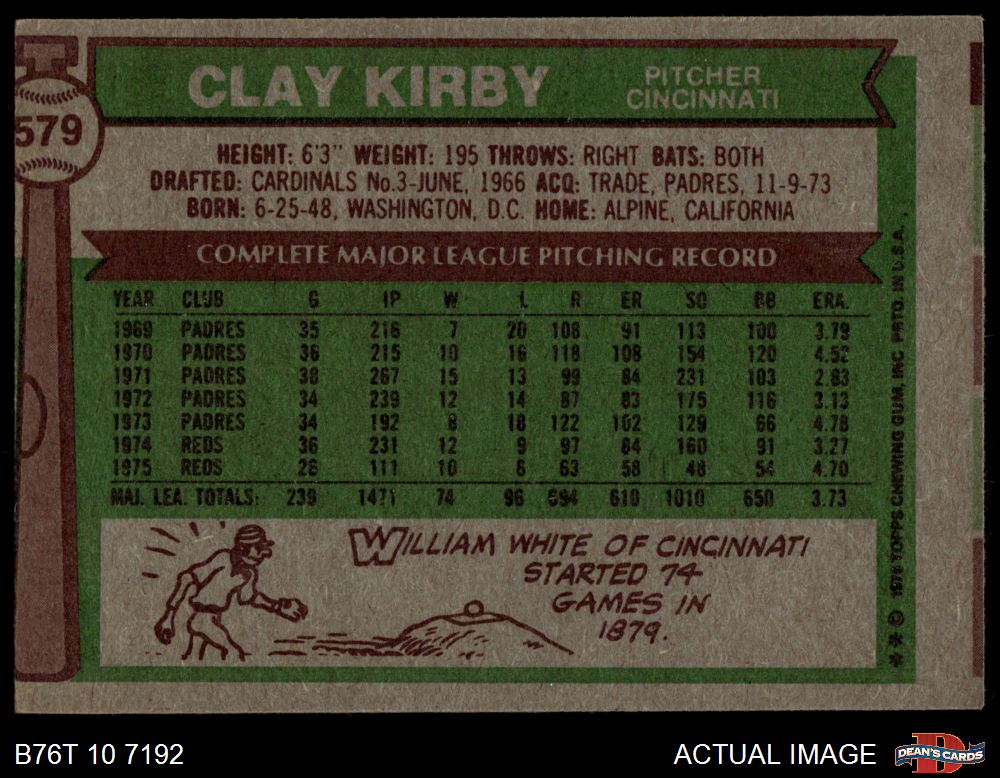 579
CLAY KIRBY
PITCHER
CINCINNATI
HEIGHT: 6'3" WEIGHT: 195 THROWS: RIGHT BATS: BOTH
DRAFTED: CARDINALS No.3-JUNE, 1966 ACQ: TRADE, PADRES, 11-9-73
BORN: 6-25-48, WASHINGTON, D.C. HOME: ALPINE, CALIFORNIA
COMPLETE MAJOR LEAGUE PITCHING RECORD
YEAR CLUB G IP W L R ER SO BB ERA.
1969 PADRES 35 216 7 20 108 91 113 100 3.79
1970 PADRES 36 215 10 16 118 108 154 120 4.52
1971 PADRES 38 267 15 13 99 84 231 103 2.83
1972 PADRES 34 239 12 14 87 83 175 116 3.13
1973 PADRES 34 192 8 18 122 102 129 66 4.78
1974 REDS 36 231 12 9 97 84 160 91 3.27
1975 REDS 26 111 10 6 63 58 48 54 4.70
MAJ. LEA. TOTALS: 239 1471 74 96 694 610 1010 650 3.73
WILLIAM WHITE OF CINCINNATI
STARTED 74
GAMES IN
1879.
** © 1976 TOPPS CHEWING GUM, INC. PRTD. IN U.S.A.
B76T 10 7192
ACTUAL IMAGE
DEAN'S CARDS